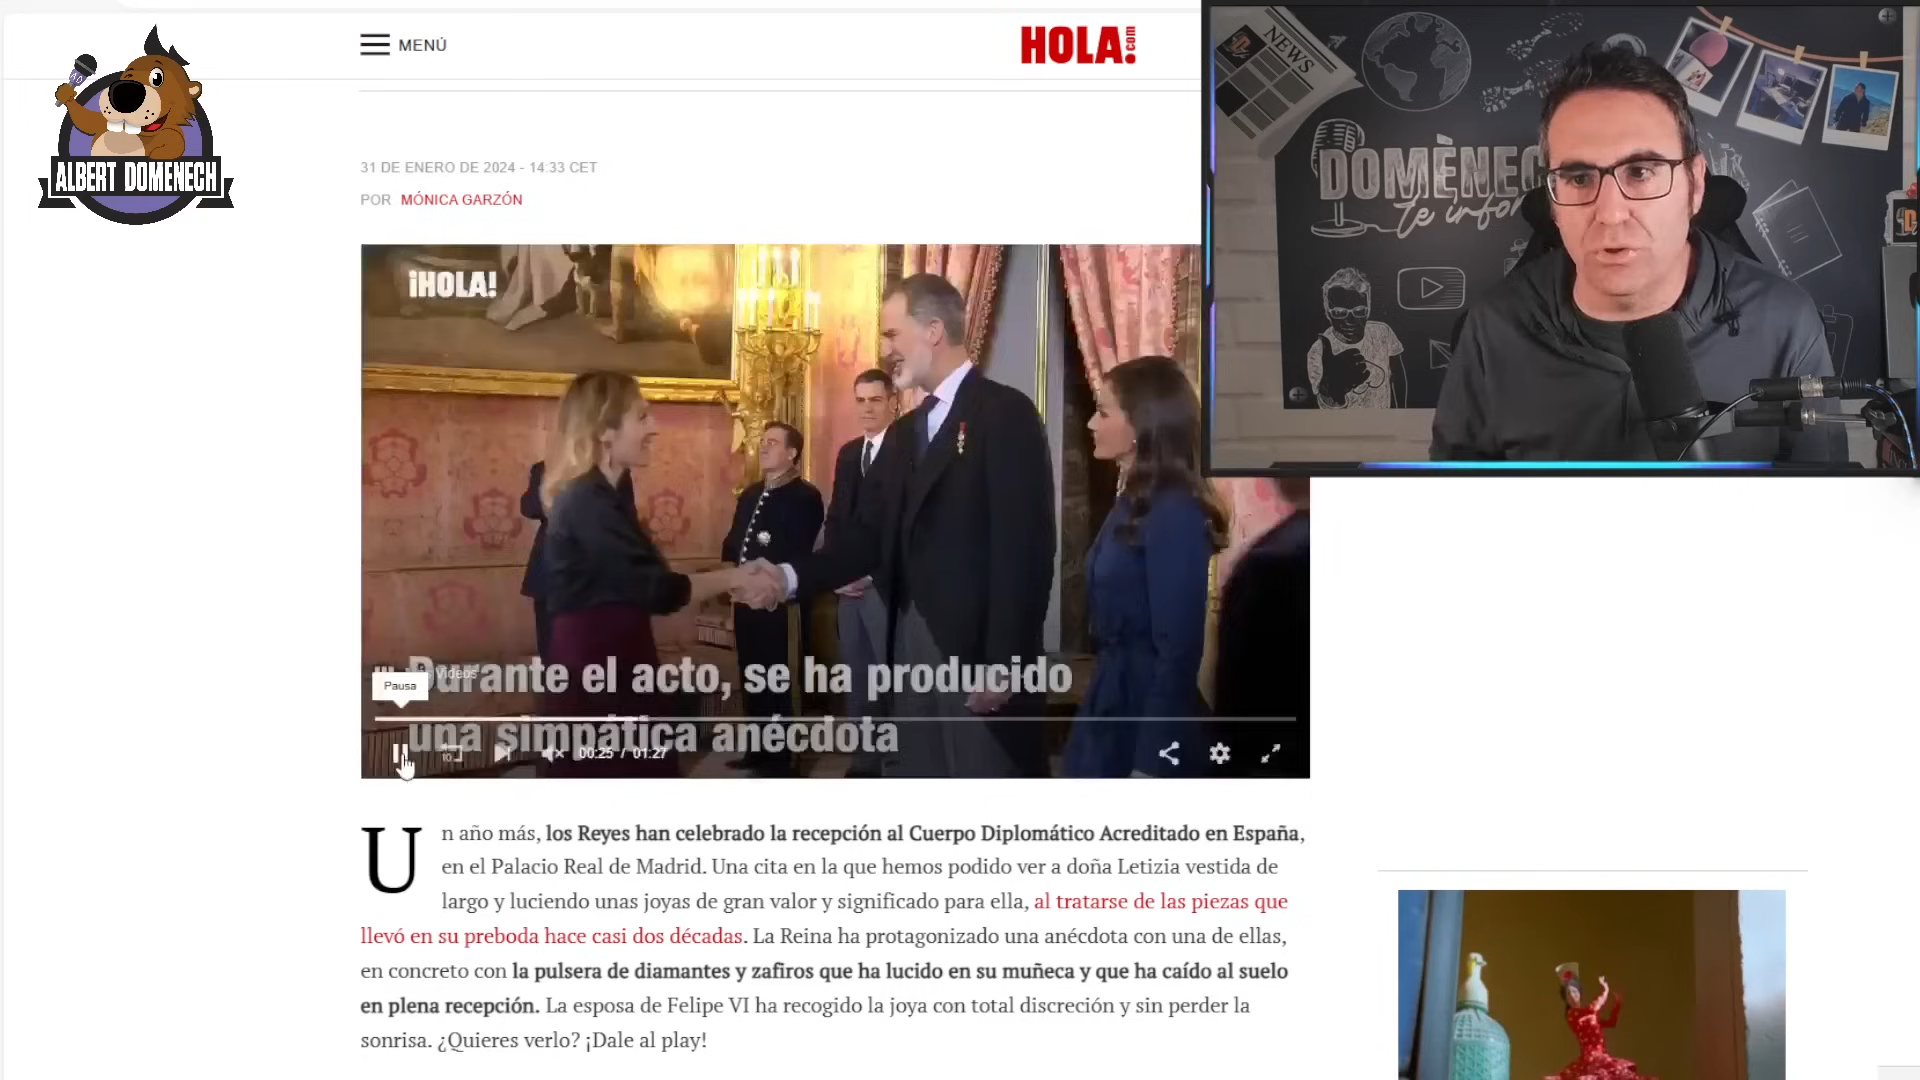 MENÚ
HOLA!.com
ALBERT DOMENECH
31 DE ENERO DE 2024 - 14:33 CET
POR MÓNICA GARZÓN
NEWS
DOMÈNEC
te infor
¡HOLA!
Videos
Durante el acto, se ha producido
Pausa
una simpática anécdota
10
00:25 / 01:27
Un año más, los Reyes han celebrado la recepción al Cuerpo Diplomático Acreditado en España,
en el Palacio Real de Madrid. Una cita en la que hemos podido ver a doña Letizia vestida de
largo y luciendo unas joyas de gran valor y significado para ella, al tratarse de las piezas que
llevó en su preboda hace casi dos décadas. La Reina ha protagonizado una anécdota con una de ellas,
en concreto con la pulsera de diamantes y zafiros que ha lucido en su muñeca y que ha caído al suelo
en plena recepción. La esposa de Felipe VI ha recogido la joya con total discreción y sin perder la
sonrisa. ¿Quieres verlo? ¡Dale al play!